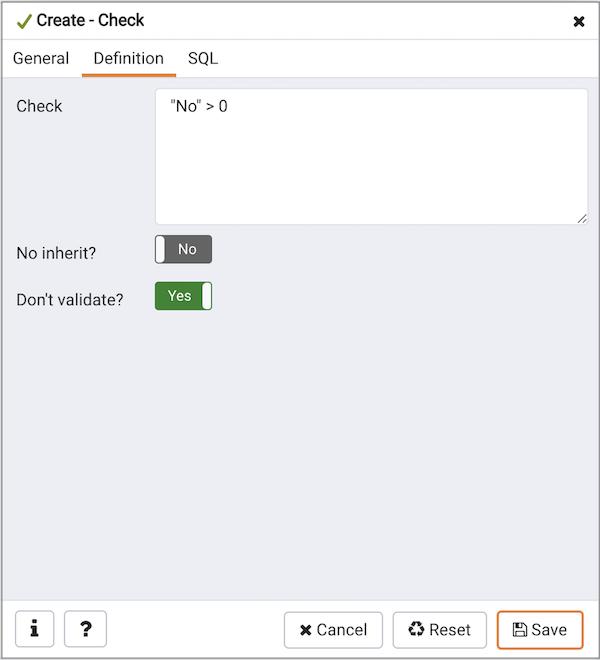 Create - Check
General Definition SQL
Check "No" > 0
No inherit? No
Don't validate? Yes
i ? Cancel Reset Save